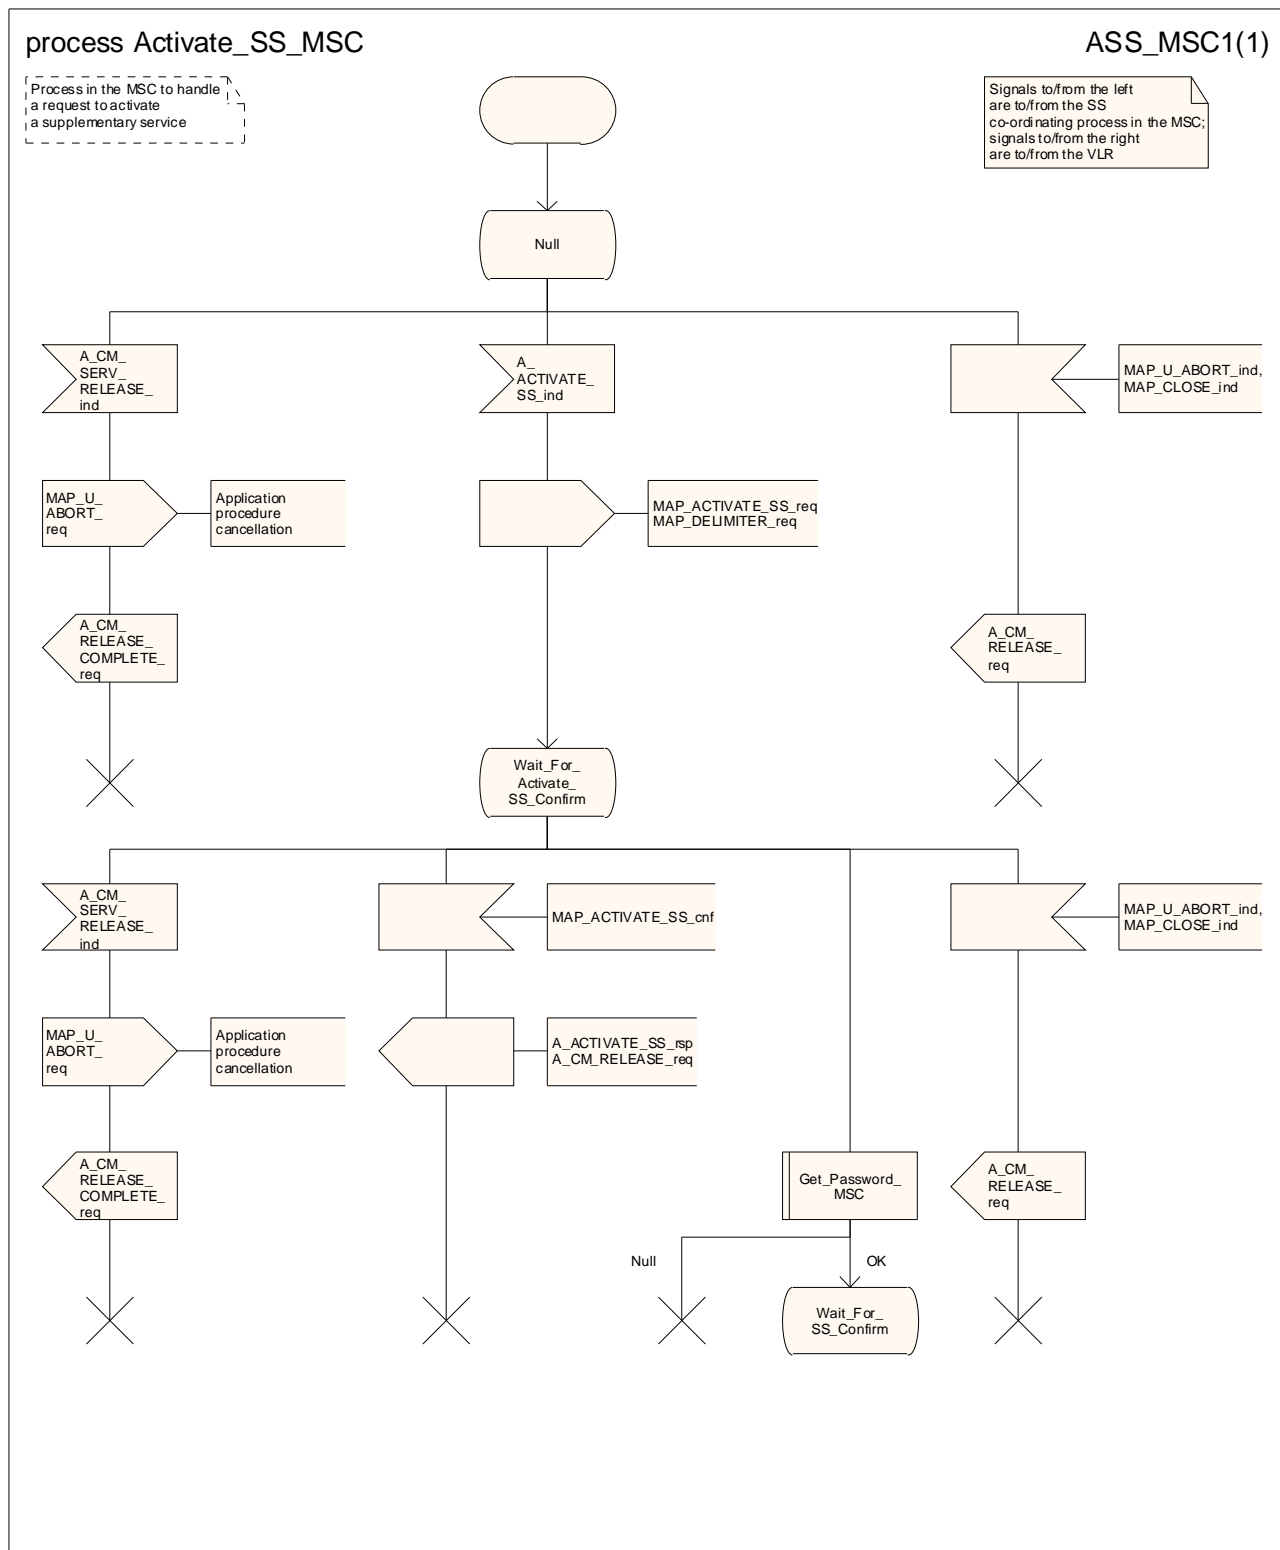 process Activate_SS_MSC
ASS_MSC1(1)
Process in the MSC to handle
a request to activate
a supplementary service
Signals to/from the left
are to/from the SS
co-ordinating process in the MSC;
signals to/from the right
are to/from the VLR
Null
A_CM_
SERV_
RELEASE_
ind
A_
ACTIVATE_
SS_ind
MAP_U_ABORT_ind,
MAP_CLOSE_ind
MAP_U_
ABORT_
req
Application
procedure
cancellation
MAP_ACTIVATE_SS_req
MAP_DELIMITER_req
A_CM_
RELEASE_
COMPLETE_
req
A_CM_
RELEASE_
req
Wait_For_
Activate_
SS_Confirm
A_CM_
SERV_
RELEASE_
ind
MAP_ACTIVATE_SS_cnf
MAP_U_ABORT_ind,
MAP_CLOSE_ind
MAP_U_
ABORT_
req
Application
procedure
cancellation
A_ACTIVATE_SS_rsp
A_CM_RELEASE_req
A_CM_
RELEASE_
COMPLETE_
req
Get_Password_
MSC
A_CM_
RELEASE_
req
Null
OK
Wait_For_
SS_Confirm